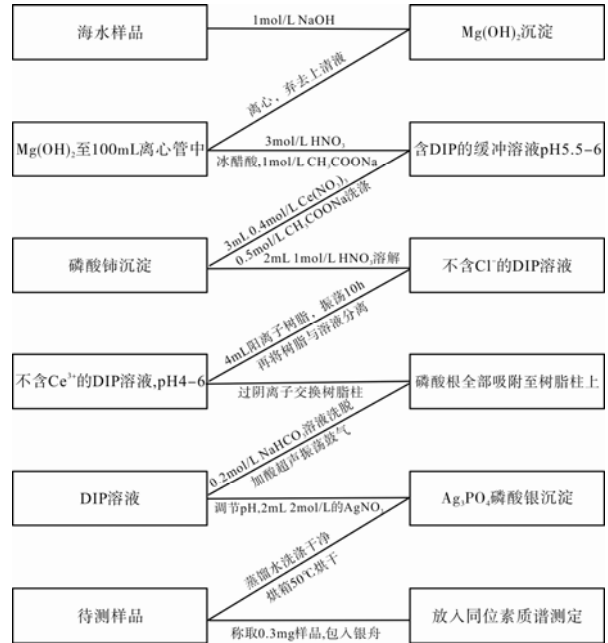 海水样品
1mol/L NaOH
Mg(OH)₂沉淀
离心，弃去上清液
Mg(OH)₂至100mL离心管中
3mol/L HNO₃
冰醋酸,1mol/L CH₃COONa
含DIP的缓冲溶液pH5.5-6
3mL 0.4mol/L Ce(NO₃)₃
0.5mol/L CH₃COONa洗涤
磷酸铈沉淀
2mL 1mol/L HNO₃溶解
不含Cl⁻的DIP溶液
4mL阳离子树脂，振荡10h
再将树脂与溶液分离
不含Ce³⁺的DIP溶液,pH4-6
过阴离子交换树脂柱
磷酸根全部吸附至树脂柱上
0.2mol/L NaHCO₃溶液洗脱
加酸超声振荡鼓气
DIP溶液
调节pH,2mL 2mol/L的AgNO₃
Ag₃PO₄磷酸银沉淀
蒸馏水洗涤干净
烘箱50℃烘干
待测样品
称取0.3mg样品,包入银舟
放入同位素质谱测定